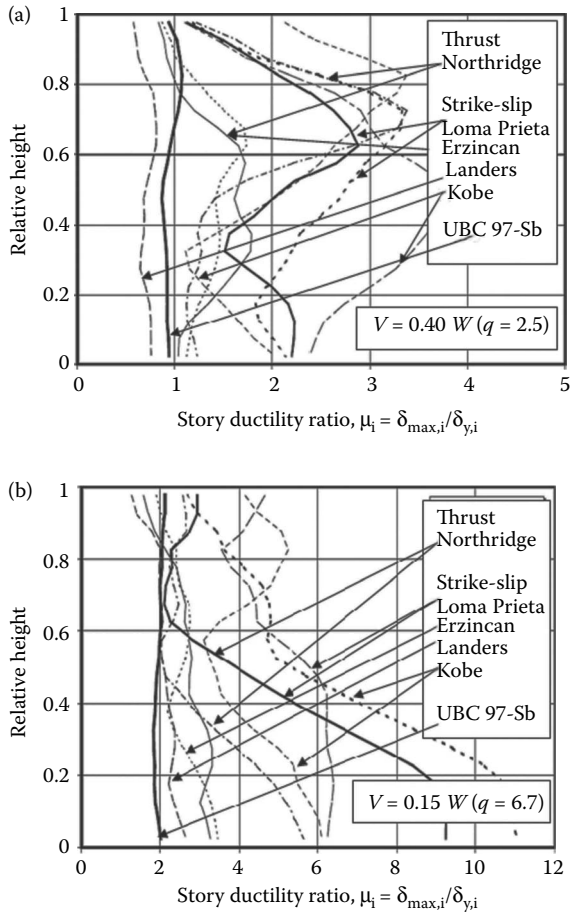 (a)
1
0.8
0.6
0.4
0.2
0
Relative height
Thrust
Northridge
Strike-slip
Loma Prieta
Erzincan
Landers
Kobe
UBC 97-Sb
V = 0.40 W (q = 2.5)
0 1 2 3 4 5
Story ductility ratio, μi = δmax,i/δy,i
(b)
1
0.8
0.6
0.4
0.2
0
Relative height
Thrust
Northridge
Strike-slip
Loma Prieta
Erzincan
Landers
Kobe
UBC 97-Sb
V = 0.15 W (q = 6.7)
0 2 4 6 8 10 12
Story ductility ratio, μi = δmax,i/δy,i